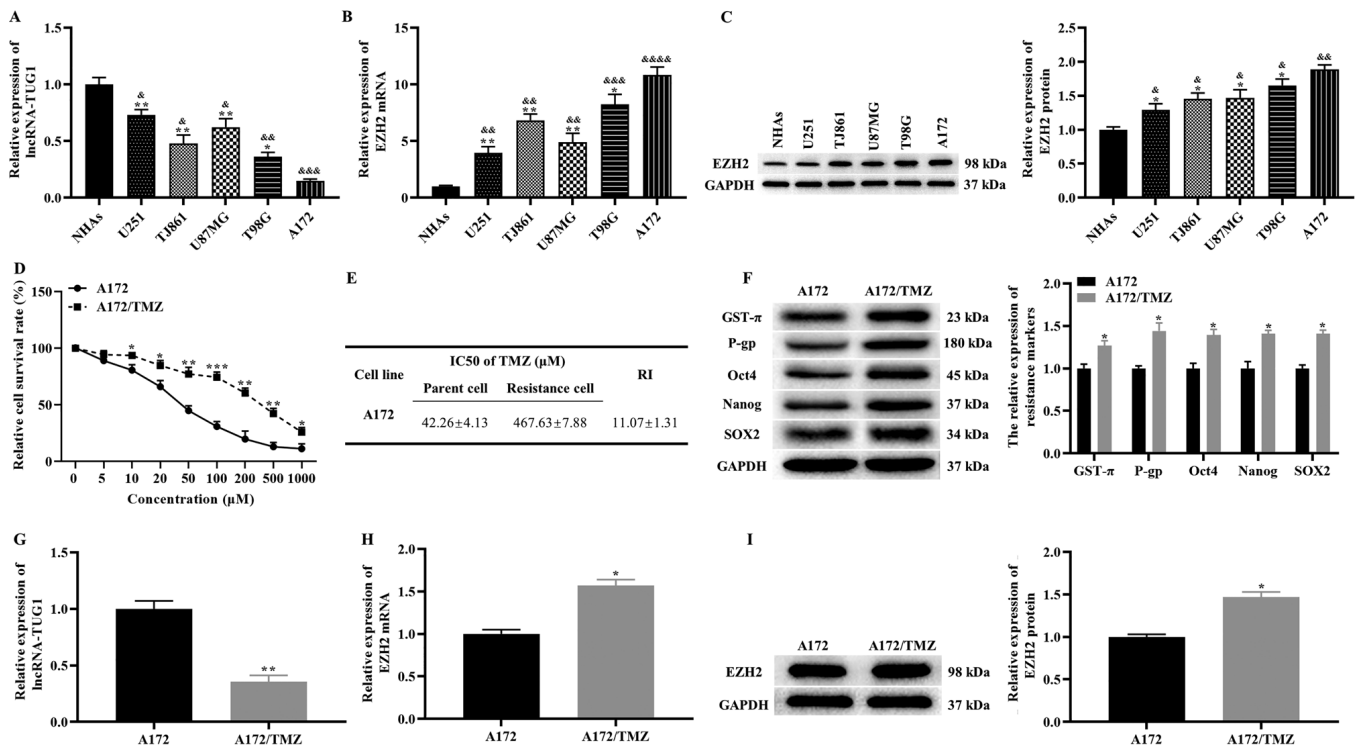 A
Relative expression of
lncRNA-TUG1
1.5
1.0
0.5
0.0
&
**
&
**
&
**
&&
*
&&&
NHAs
U251
TJ861
U87MG
T98G
A172
B
Relative expression of
EZH2 mRNA
15
10
5
0
&&
**
&&
**
&&
**
&&&
*
&&&&
NHAs
U251
TJ861
U87MG
T98G
A172
C
NHAs
U251
TJ861
U87MG
T98G
A172
EZH2 98 kDa
GAPDH 37 kDa
Relative expression of
EZH2 protein
2.5
2.0
1.5
1.0
0.5
0.0
&
*
&
*
&
*
&
*
&&
NHAs
U251
TJ861
U87MG
T98G
A172
D
Relative cell survival rate (%)
A172
A172/TMZ
150
100
50
0
* * ** *** ** ** *
0 5 10 20 50 100 200 500 1000
Concentration (μM)
E
IC50 of TMZ (μM)
Cell line RI
Parent cell Resistance cell
A172 42.26±4.13 467.63±7.88 11.07±1.31
F
A172 A172/TMZ
GST-π 23 kDa
P-gp 180 kDa
Oct4 45 kDa
Nanog 37 kDa
SOX2 34 kDa
GAPDH 37 kDa
The relative expression of
resistance markers
A172
A172/TMZ
2.0
1.5
1.0
0.5
0.0
* * * * *
GST-π P-gp Oct4 Nanog SOX2
G
Relative expression of
lncRNA-TUG1
1.5
1.0
0.5
0.0
**
A172 A172/TMZ
H
Relative expression of
EZH2 mRNA
2.0
1.5
1.0
0.5
0.0
*
A172 A172/TMZ
I
A172 A172/TMZ
EZH2 98 kDa
GAPDH 37 kDa
Relative expression of
EZH2 protein
2.0
1.5
1.0
0.5
0.0
*
A172 A172/TMZ